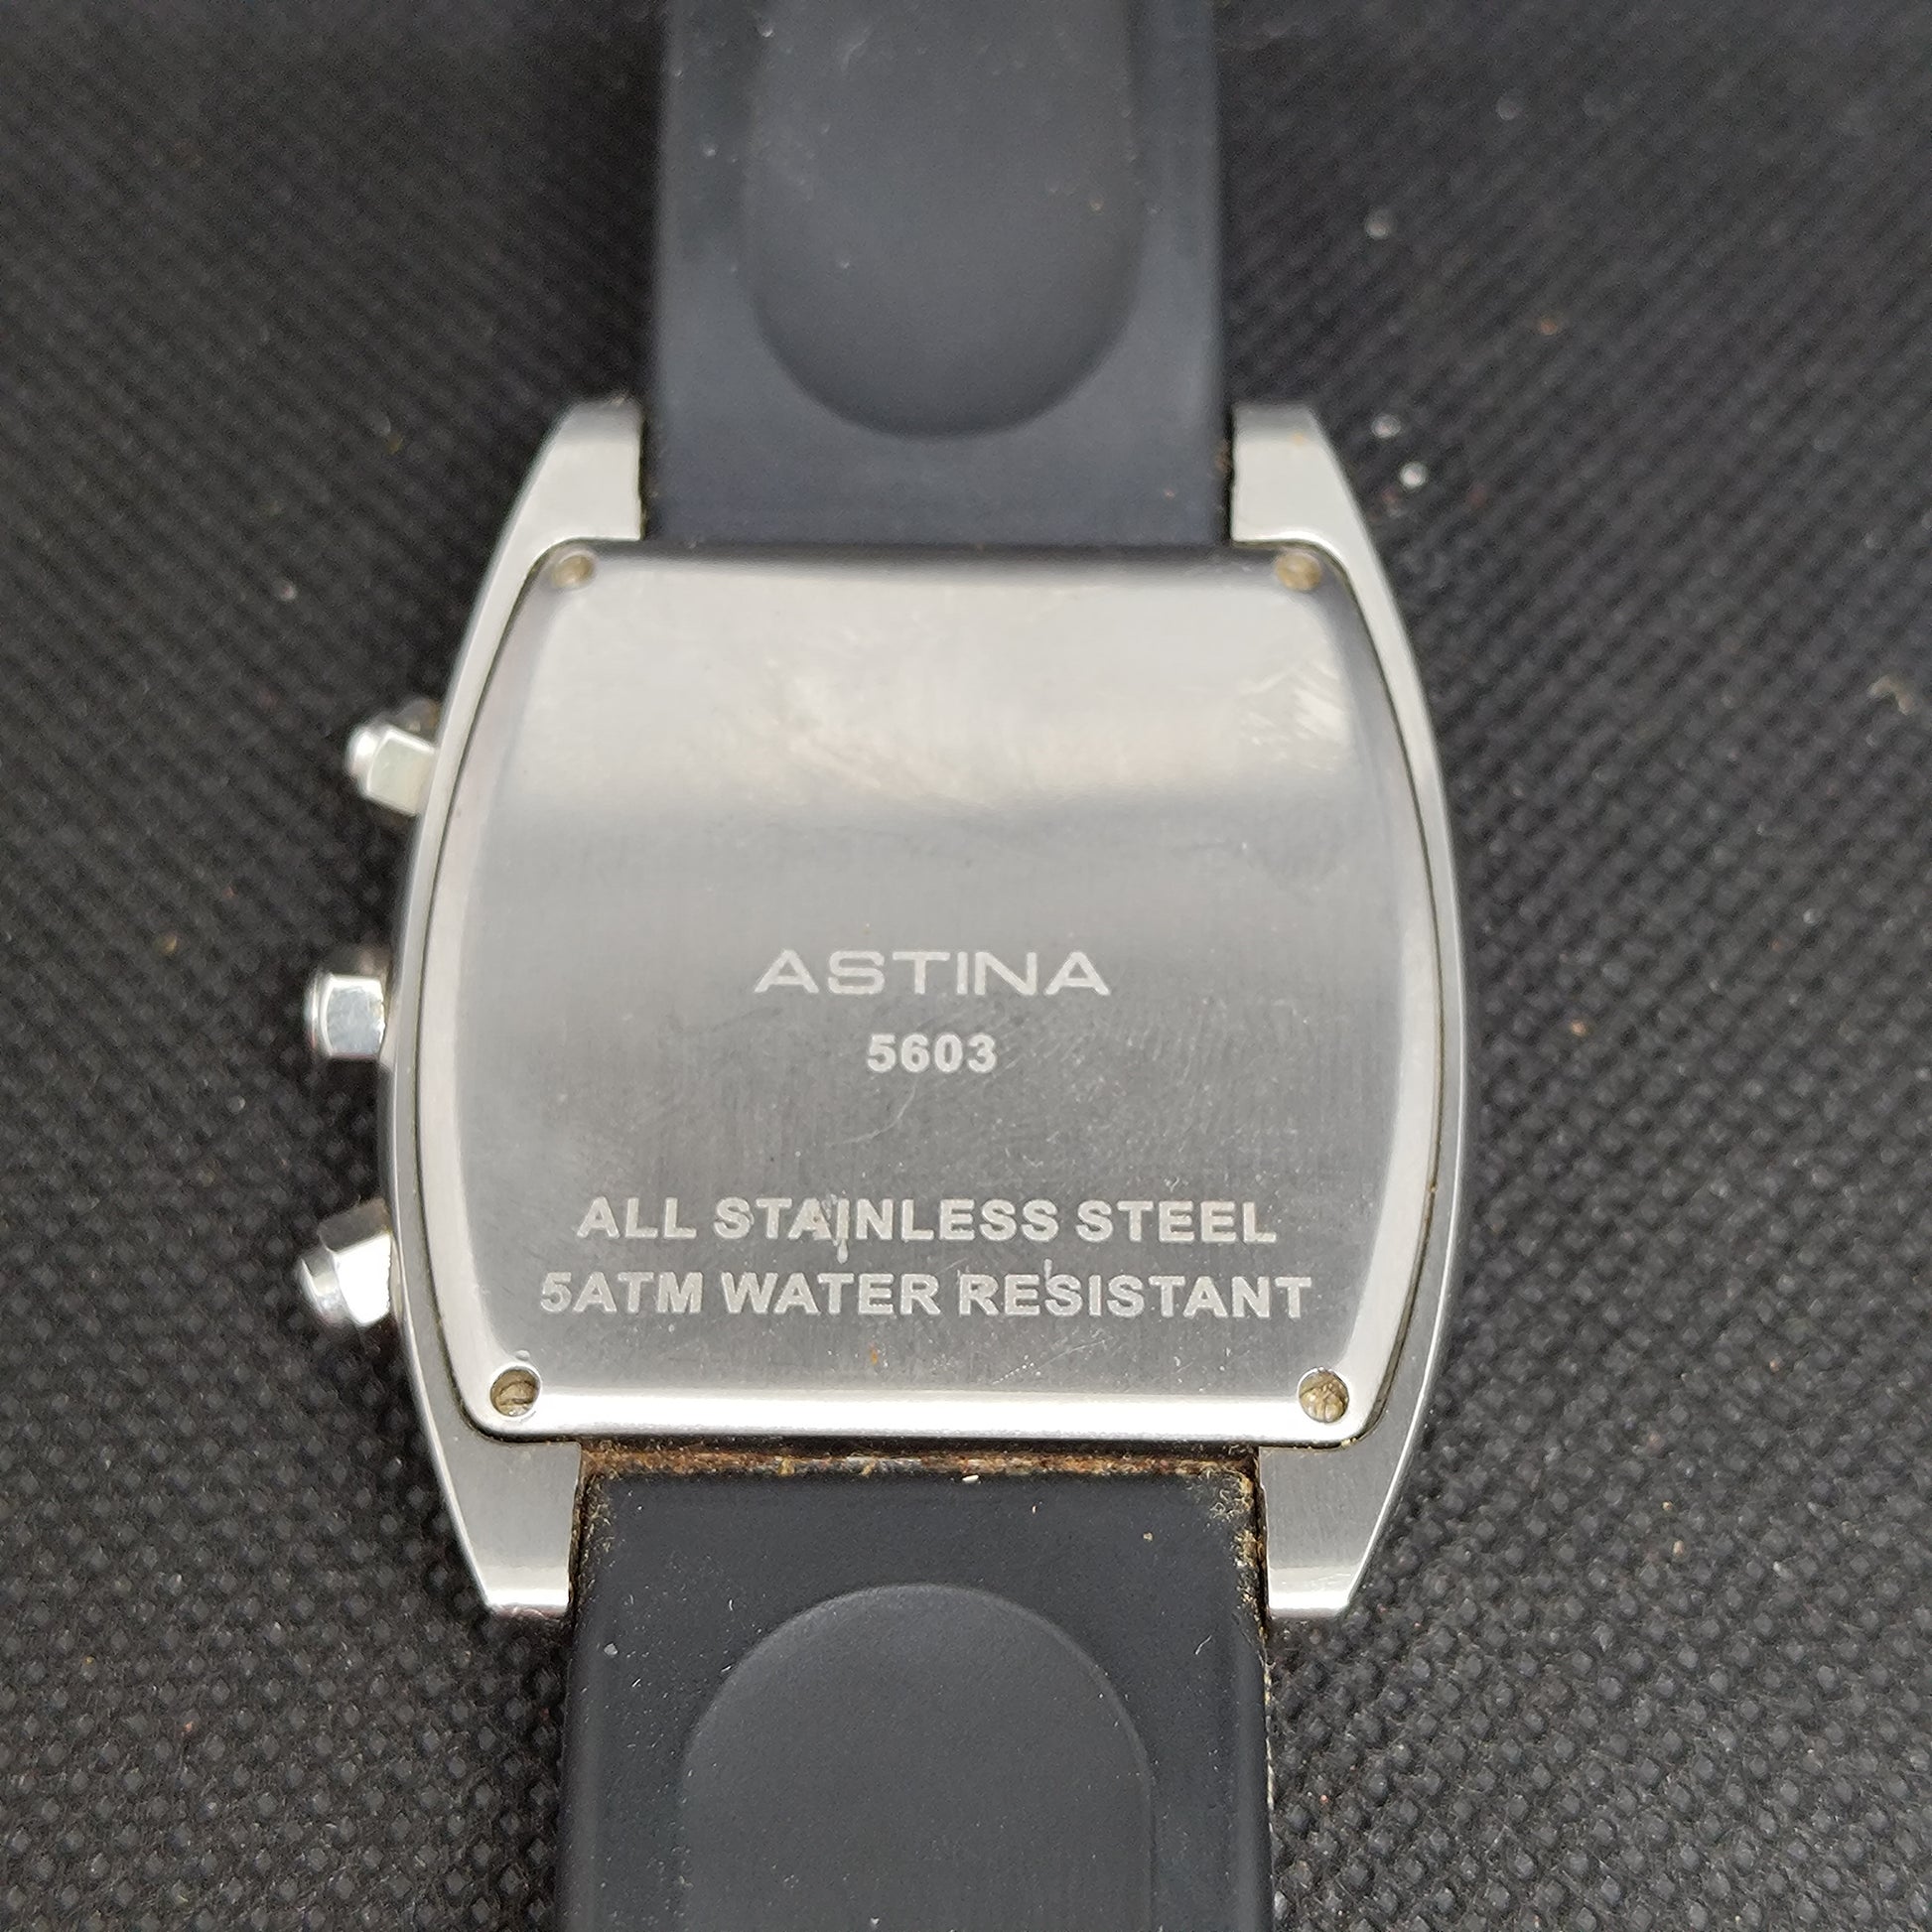 ASTINA
5603
ALL STAINLESS STEEL
5ATM WATER RESISTANT